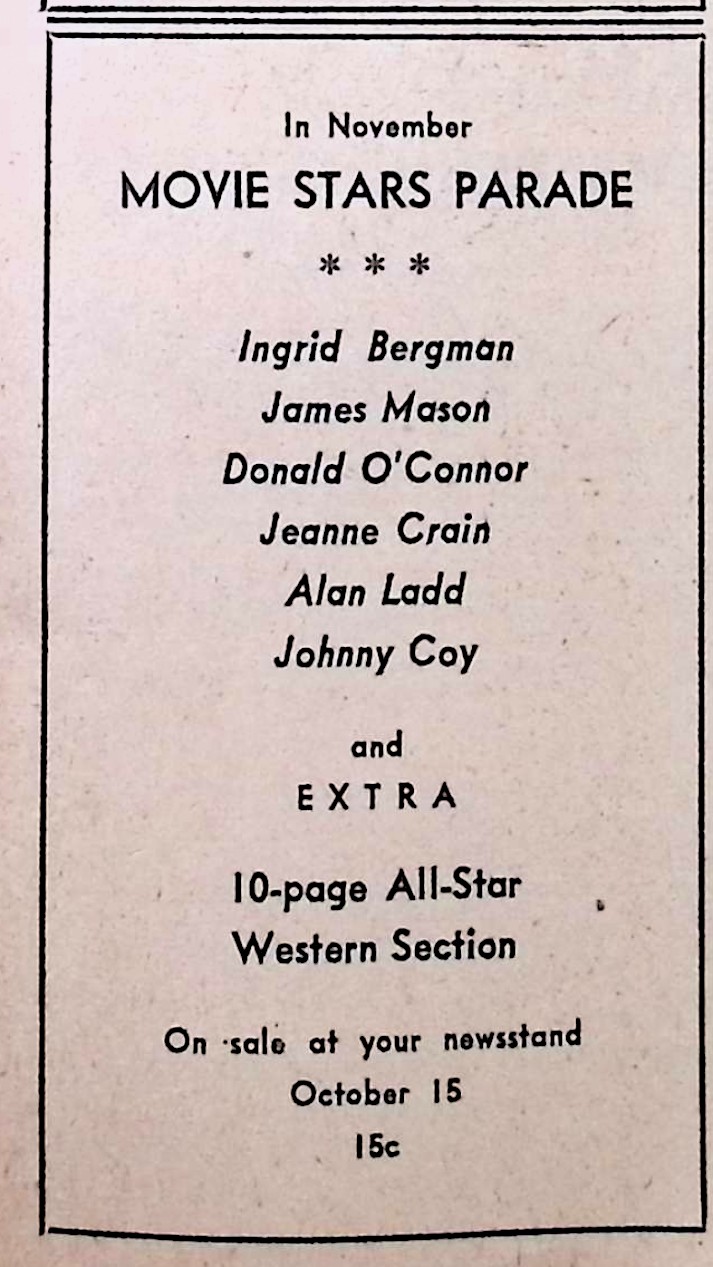 In November
MOVIE STARS PARADE
* * *
Ingrid Bergman
James Mason
Donald O'Connor
Jeanne Crain
Alan Ladd
Johnny Coy
and
EXTRA
10-page All-Star
Western Section
On sale at your newsstand
October 15
15c